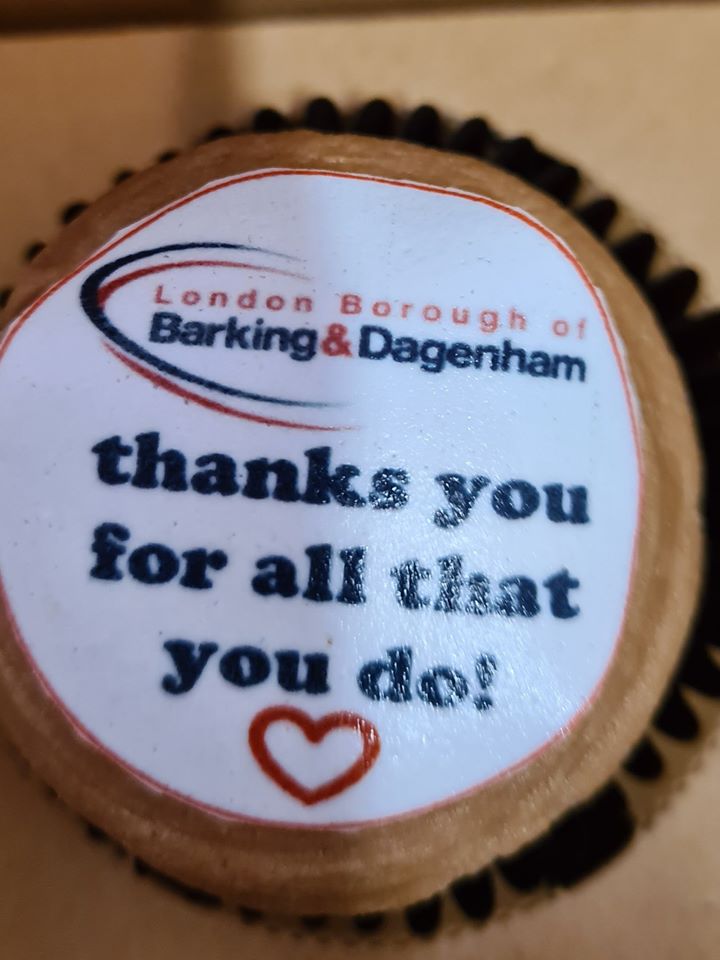 London Borough of
Barking&Dagenham
thanks you
for all that
you do!